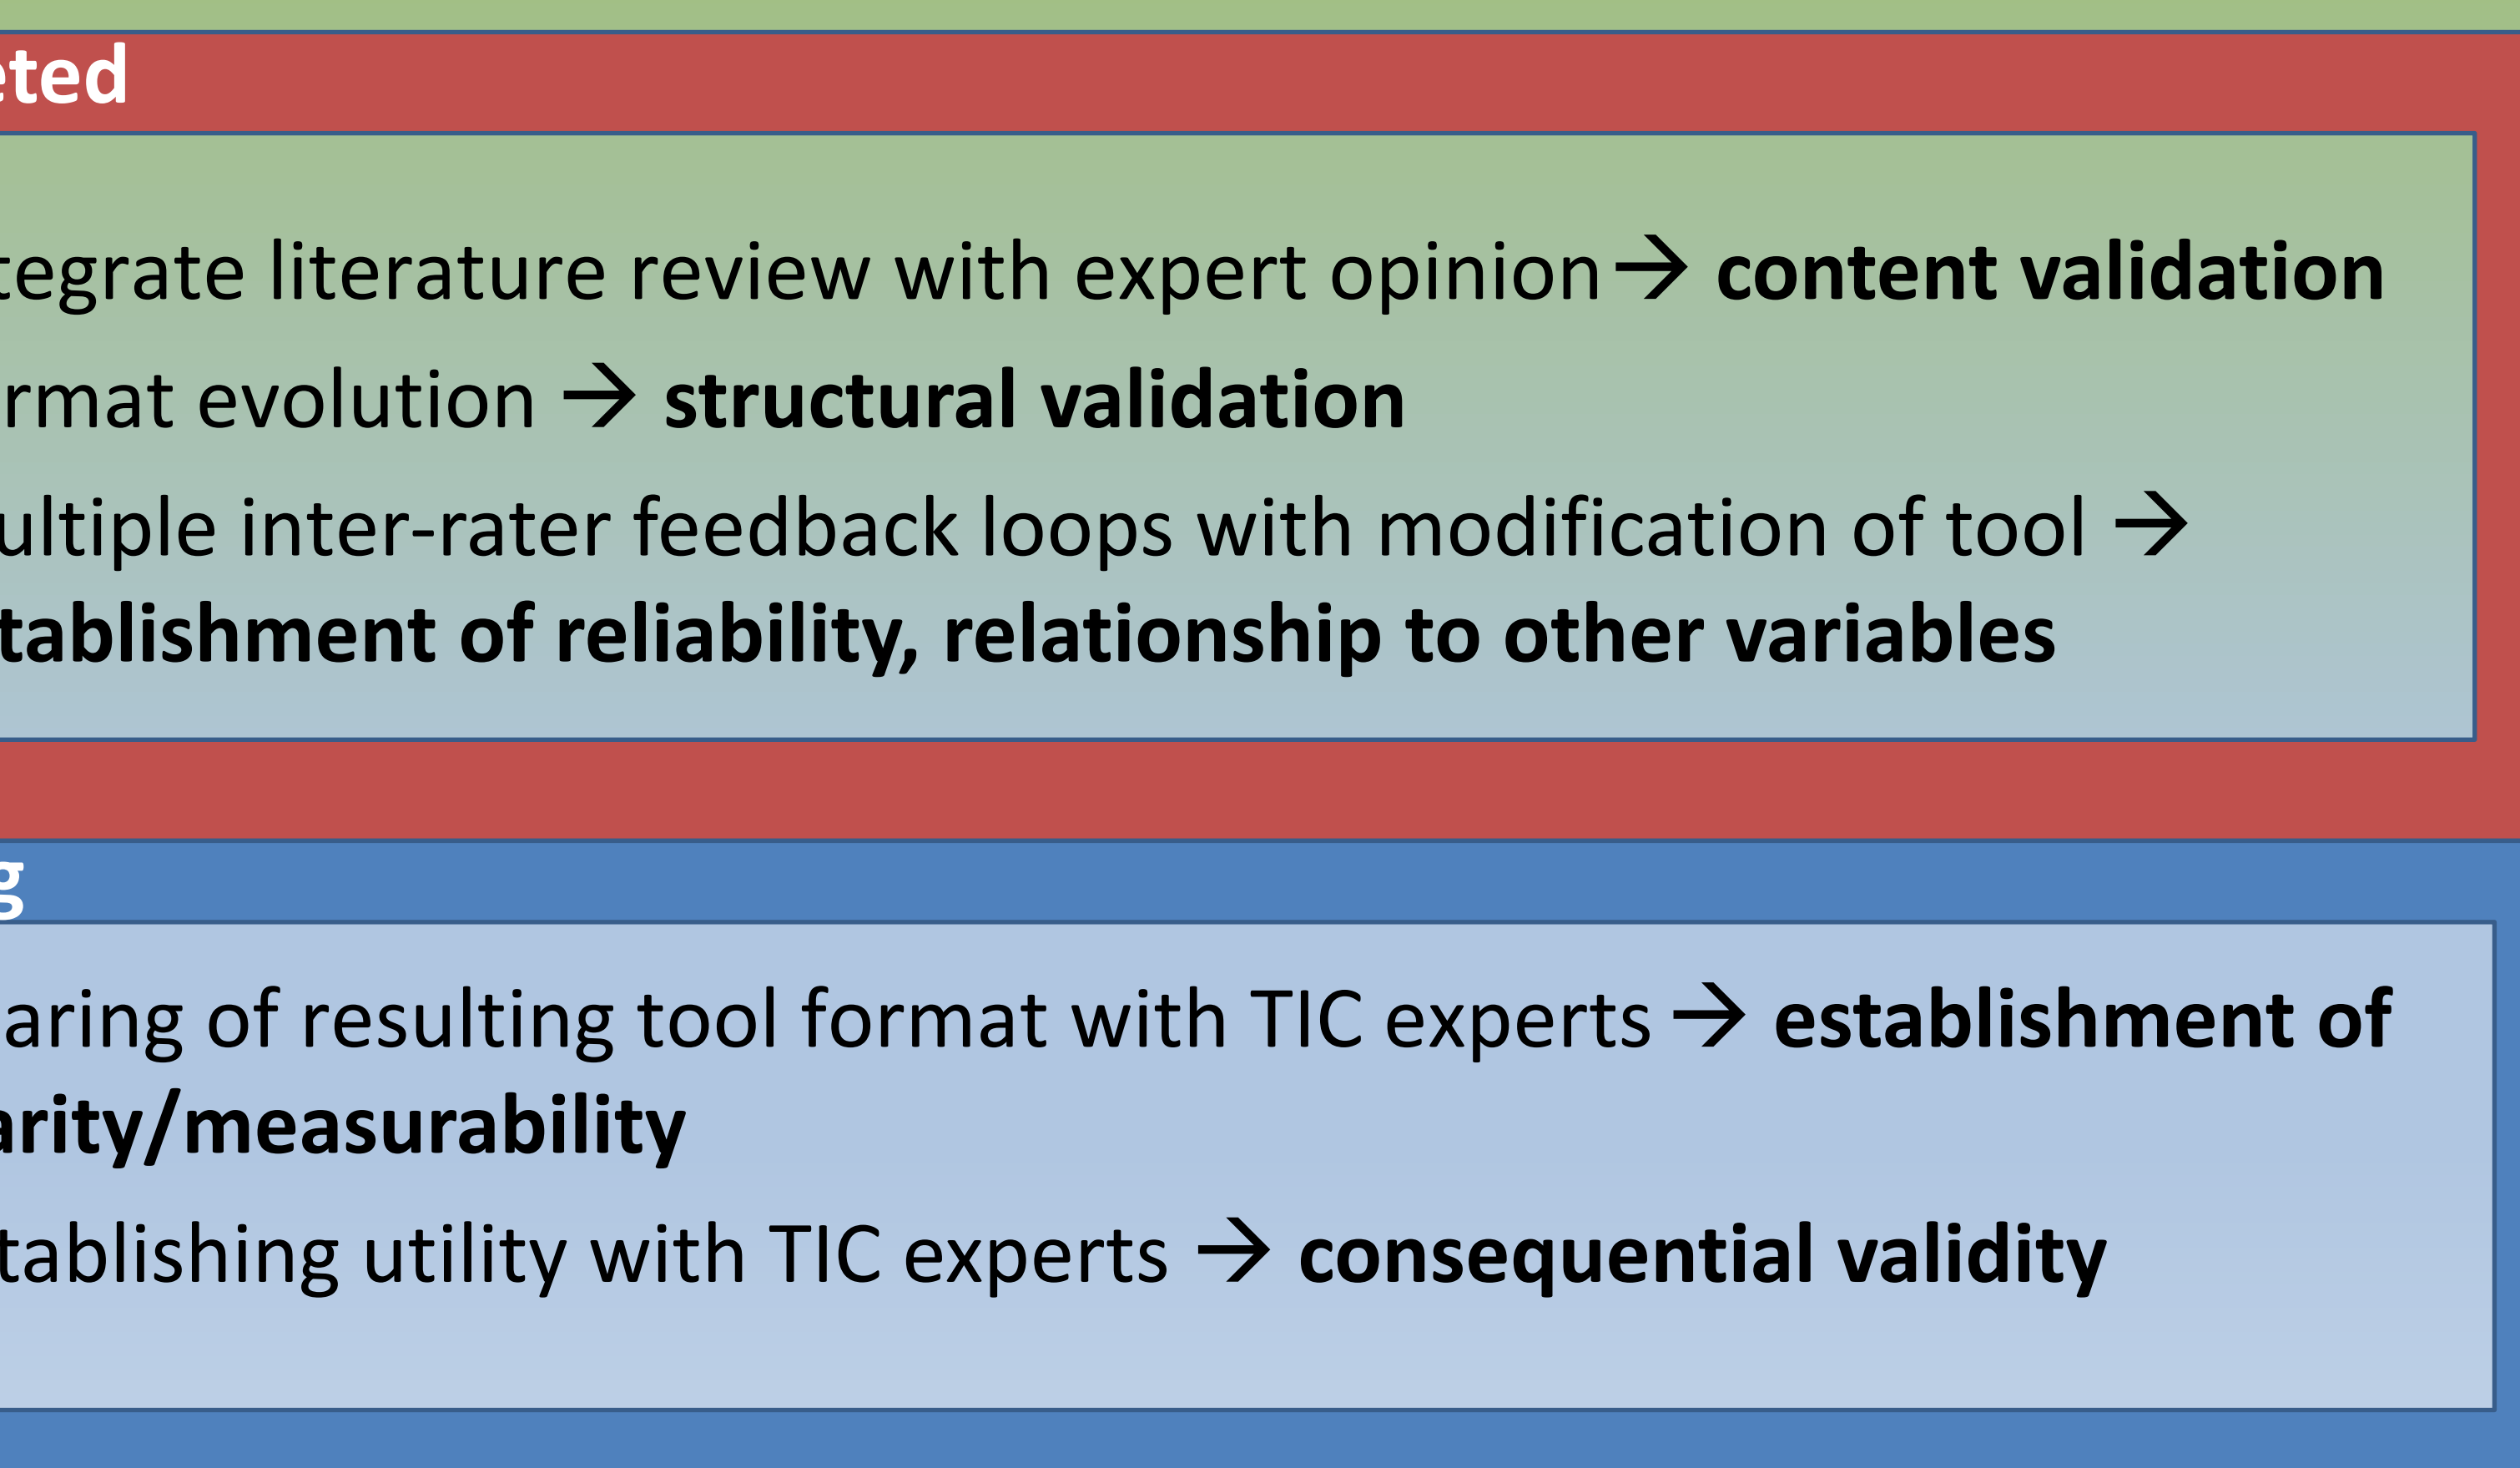 eted
tegrate literature review with expert opinion → content validation
rmat evolution → structural validation
ultiple inter-rater feedback loops with modification of tool →
tablishment of reliability, relationship to other variables
g
aring of resulting tool format with TIC experts → establishment of
arity/measurability
tablishing utility with TIC experts → consequential validity